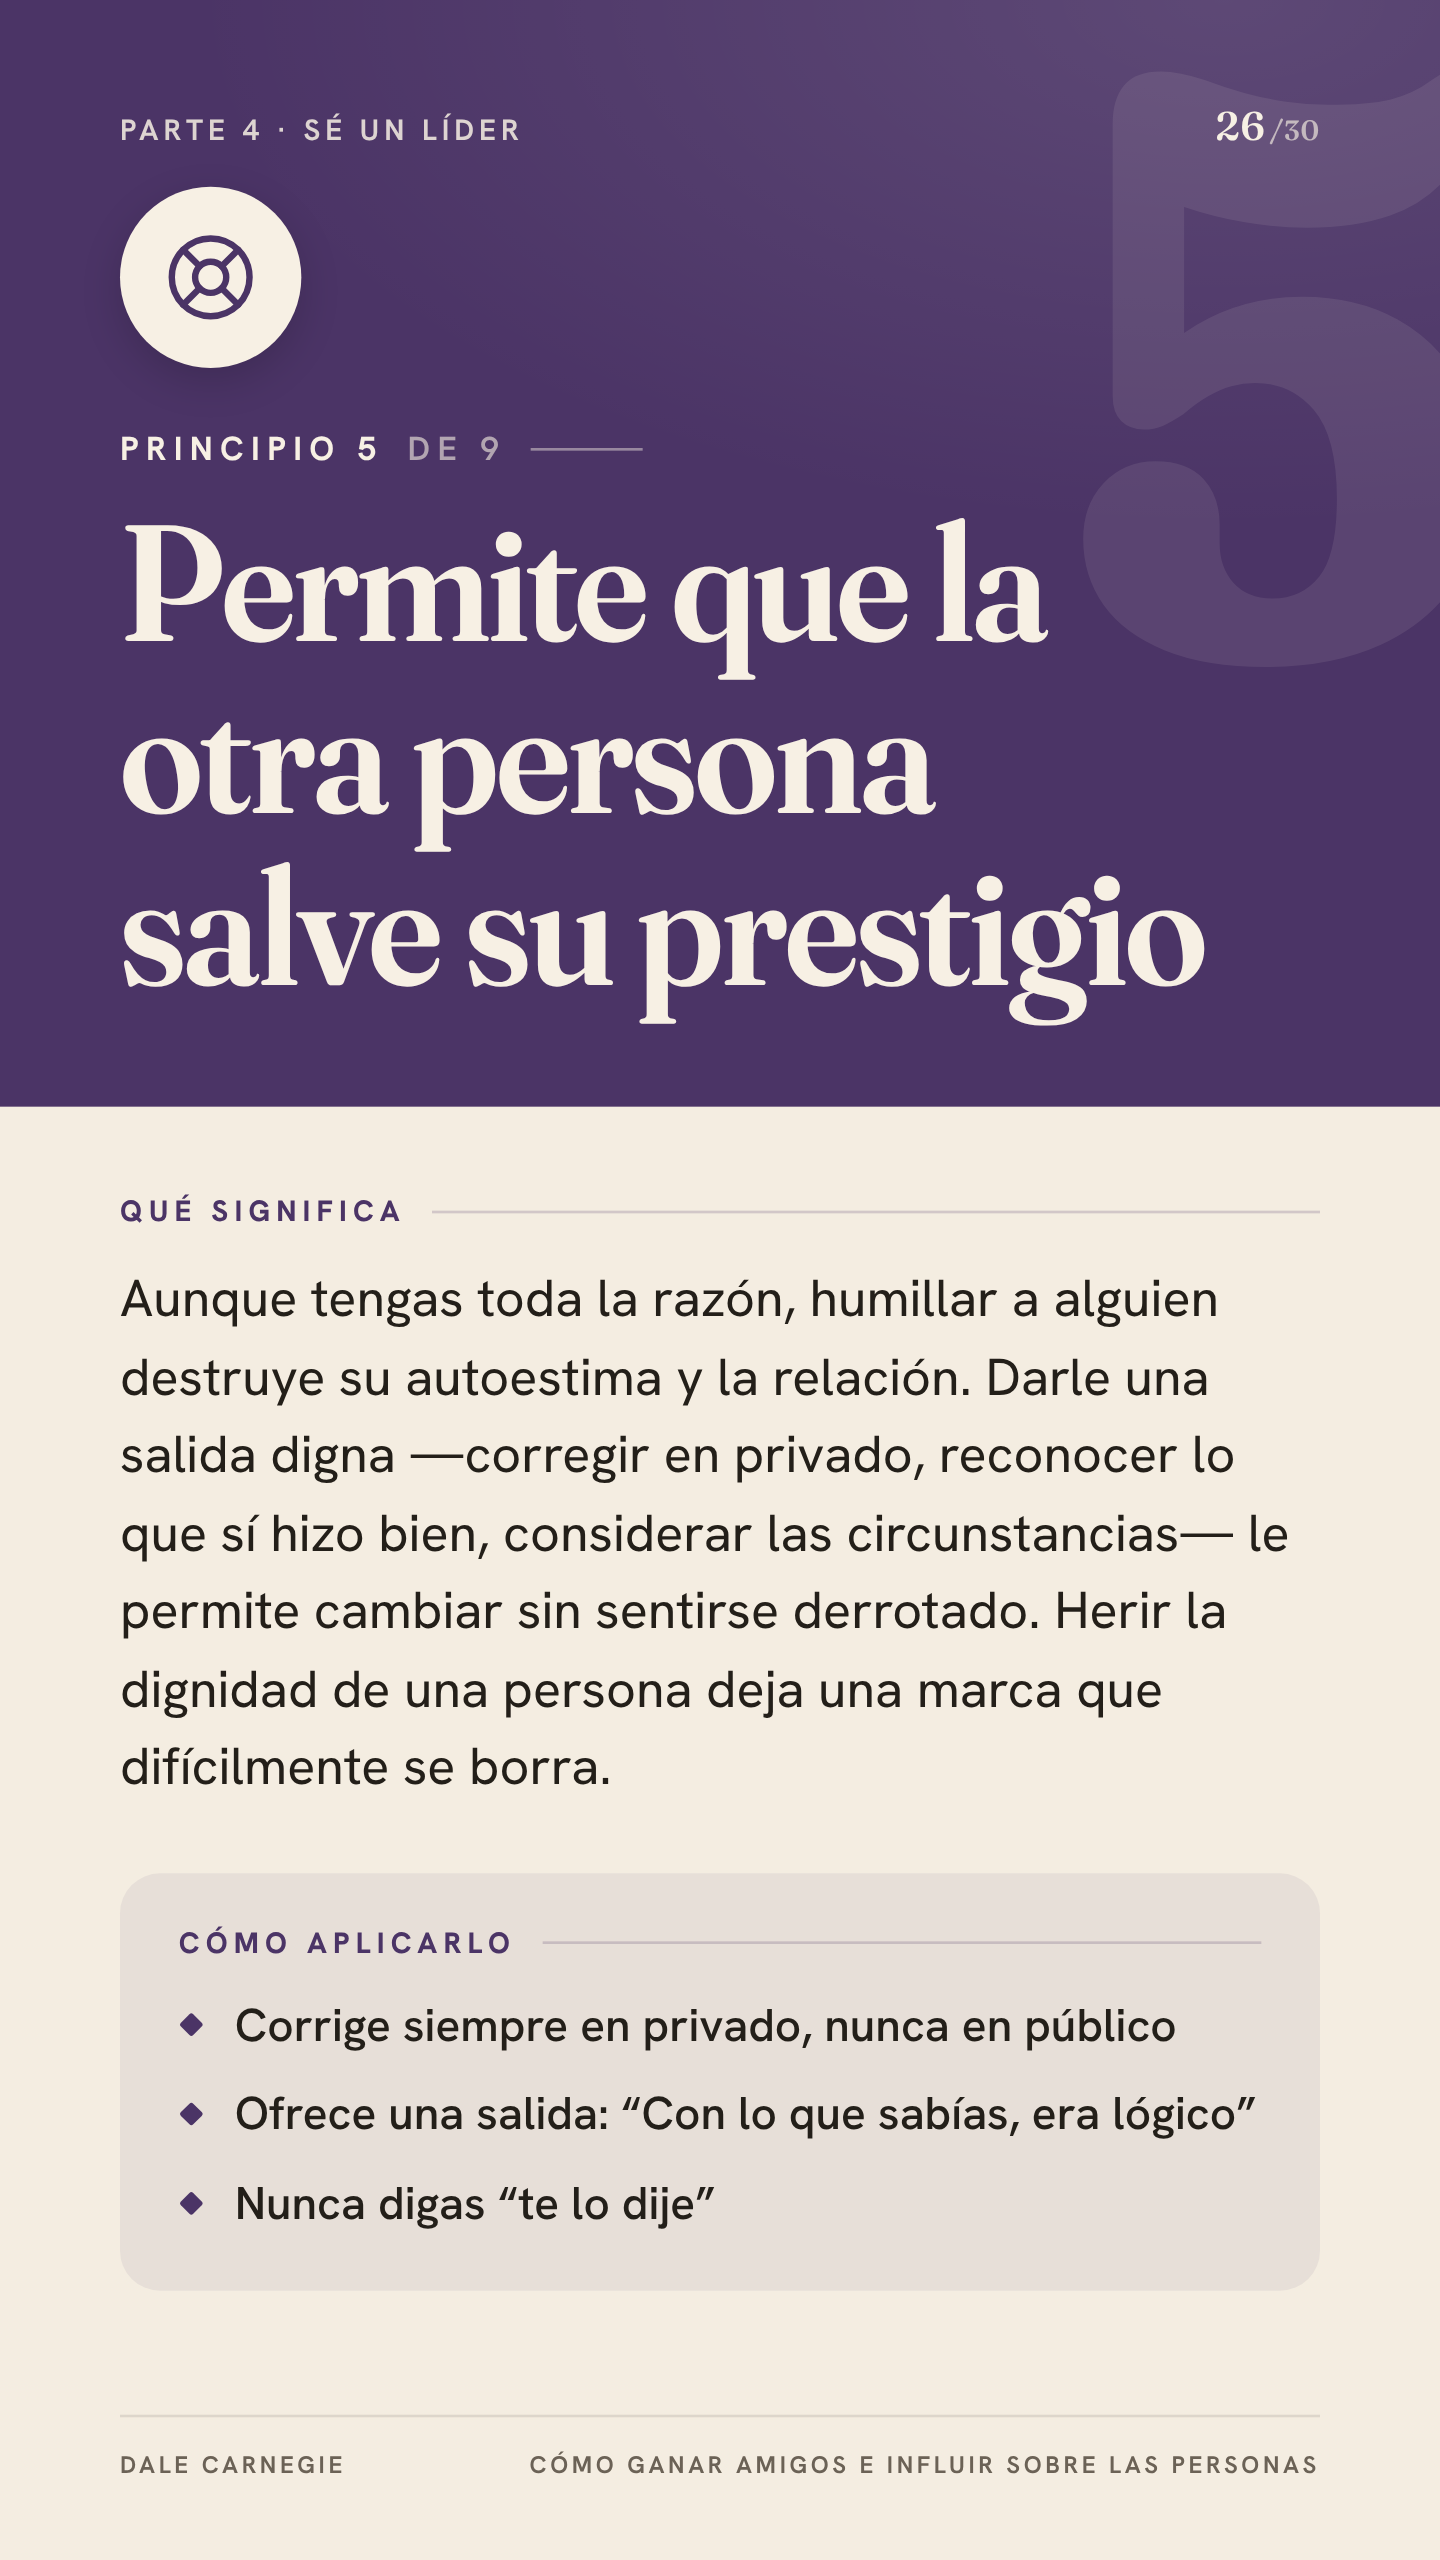 PARTE 4 · SÉ UN LÍDER
26/30
5
PRINCIPIO 5 DE 9
Permite que la
otra persona
salve su prestigio
QUÉ SIGNIFICA
Aunque tengas toda la razón, humillar a alguien
destruye su autoestima y la relación. Darle una
salida digna —corregir en privado, reconocer lo
que sí hizo bien, considerar las circunstancias— le
permite cambiar sin sentirse derrotado. Herir la
dignidad de una persona deja una marca que
difícilmente se borra.
CÓMO APLICARLO
Corrige siempre en privado, nunca en público
Ofrece una salida: “Con lo que sabías, era lógico”
Nunca digas “te lo dije”
DALE CARNEGIE
CÓMO GANAR AMIGOS E INFLUIR SOBRE LAS PERSONAS